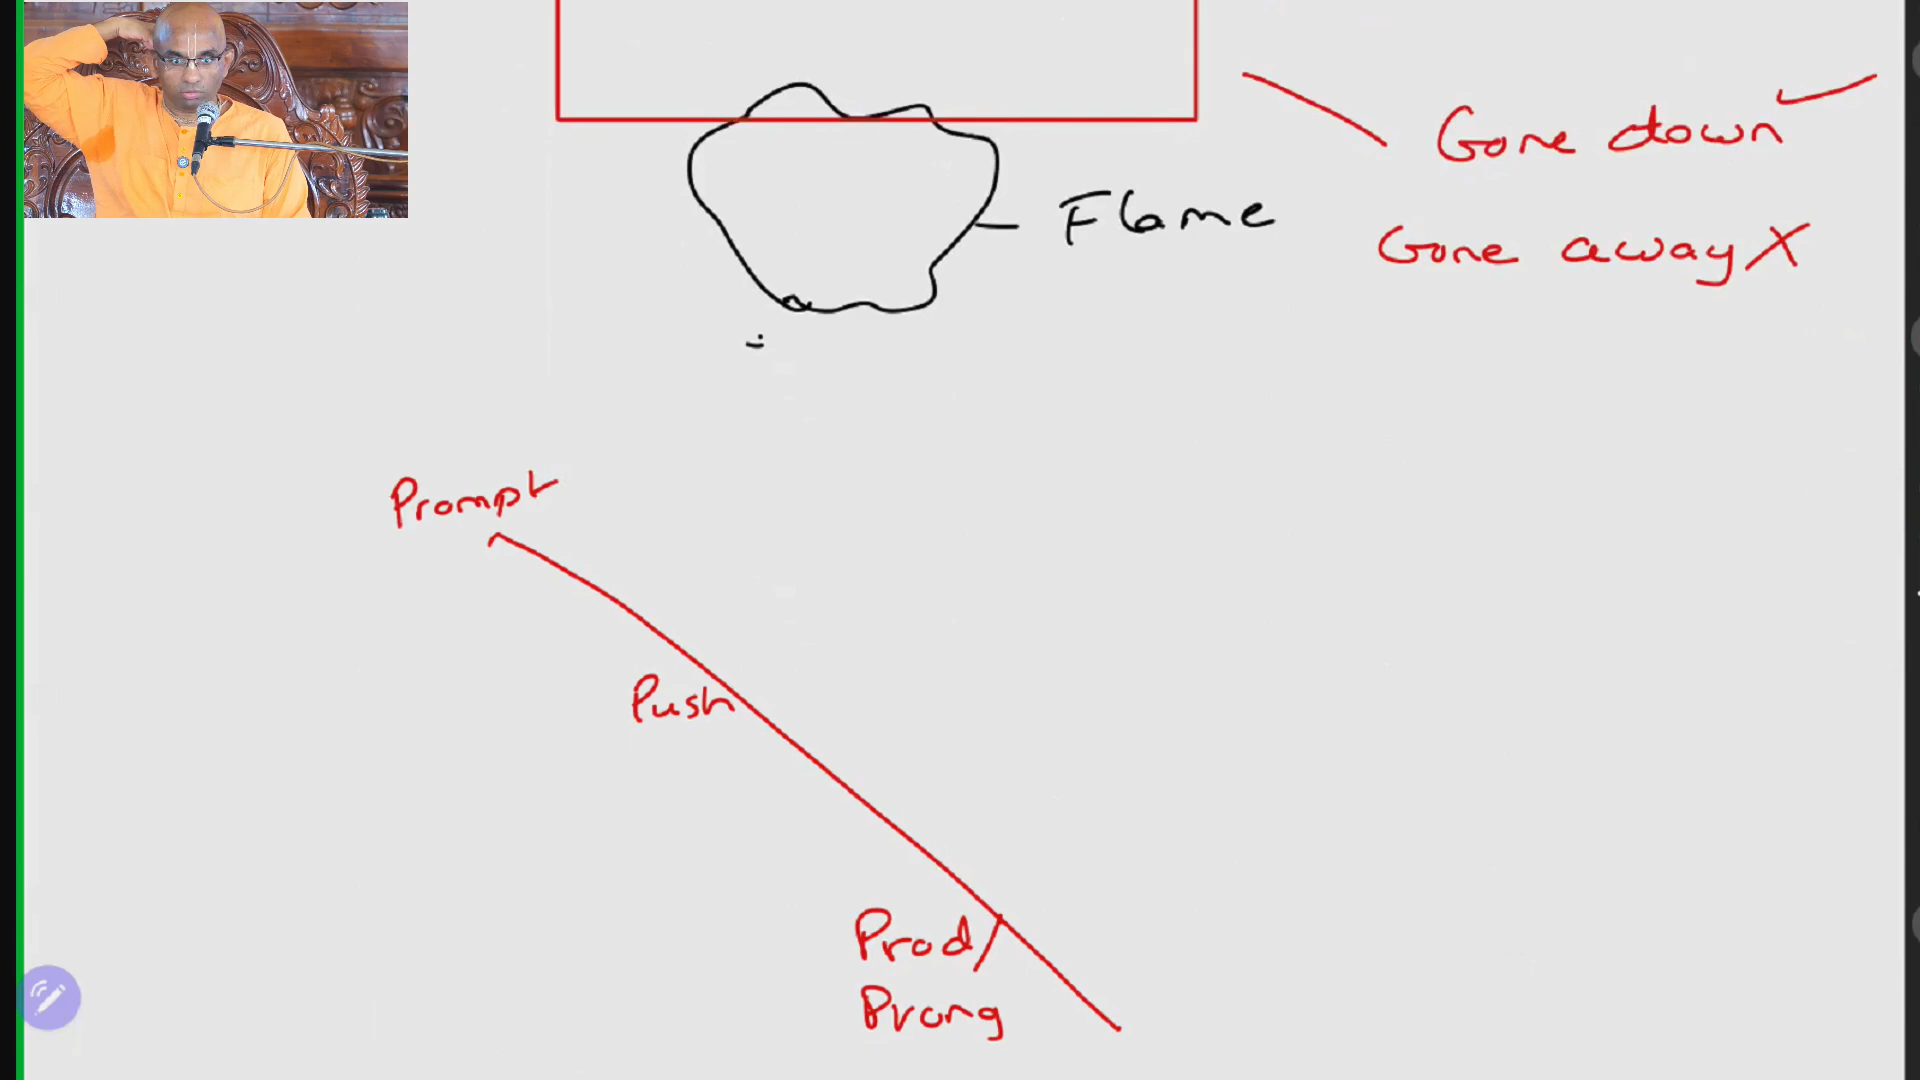 Gone down
Flame
Gone away X
Prompt
Push
Prod/
Prong